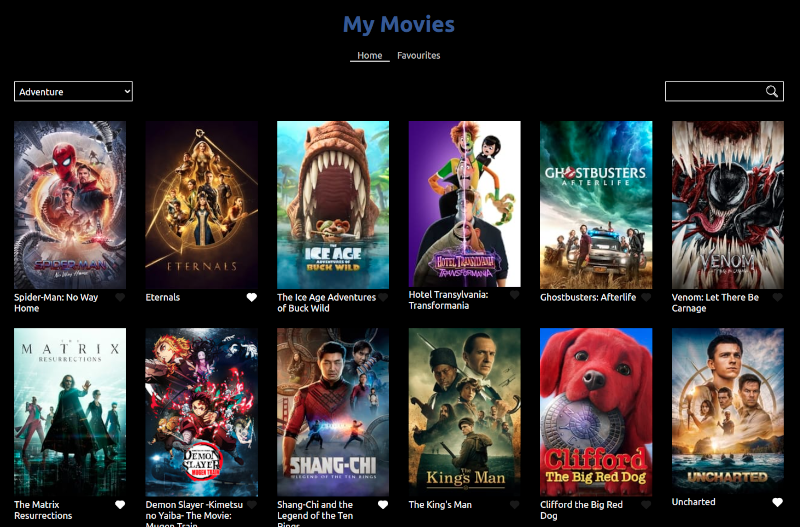 My Movies
Home Favourites
Adventure
SPIDER-MAN
No Way Home
ETERNALS
THE
ICE AGE
ADVENTURES OF
BUCK WILD
HOTEL TRANSYLVANIA
TRANSFORMANIA
GHOSTBUSTERS
AFTERLIFE
VENOM
Spider-Man: No Way
Home
Eternals
The Ice Age Adventures
of Buck Wild
Hotel Transylvania:
Transformania
Ghostbusters: Afterlife
Venom: Let There Be
Carnage
THE
MATRIX
RESURRECTIONS
DEMON
SLAYER
MUGEN TRAIN
SHANG-CHI
AND THE LEGEND OF THE TEN RINGS
The
King's Man
Clifford
The Big Red Dog
UNCHARTED
The Matrix
Resurrections
Demon Slayer -Kimetsu
no Yaiba- The Movie:
Mugen Train
Shang-Chi and the
Legend of the Ten
Rings
The King's Man
Clifford the Big Red
Dog
Uncharted